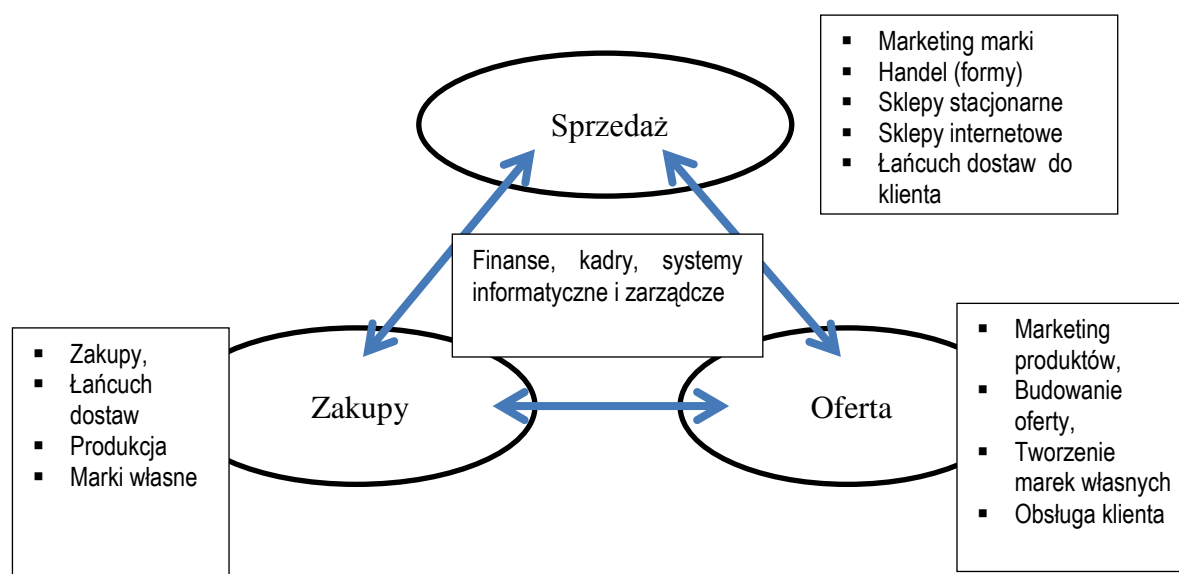 ▪ Marketing marki
▪ Handel (formy)
▪ Sklepy stacjonarne
▪ Sklepy internetowe
▪ Łańcuch dostaw do
klienta
Sprzedaż
Finanse, kadry, systemy
informatyczne i zarządcze
▪ Zakupy,
▪ Łańcuch
dostaw
▪ Produkcja
▪ Marki własne
Zakupy
Oferta
▪ Marketing
produktów,
▪ Budowanie
oferty,
▪ Tworzenie
marek własnych
▪ Obsługa klienta